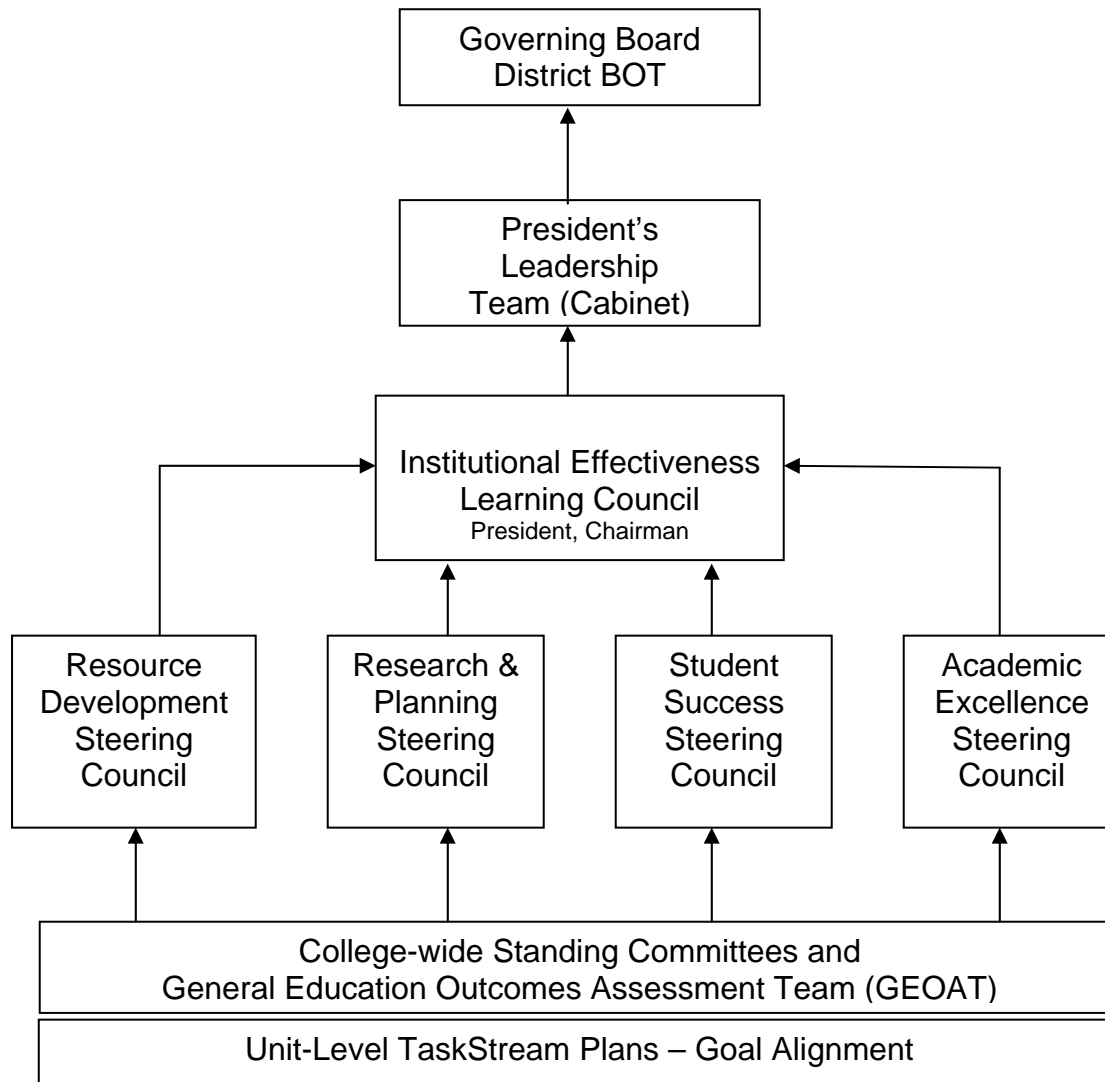 Governing Board
District BOT
President’s
Leadership
Team (Cabinet)
Institutional Effectiveness
Learning Council
President, Chairman
Resource
Development
Steering
Council
Research &
Planning
Steering
Council
Student
Success
Steering
Council
Academic
Excellence
Steering
Council
College-wide Standing Committees and
General Education Outcomes Assessment Team (GEOAT)
Unit-Level TaskStream Plans – Goal Alignment